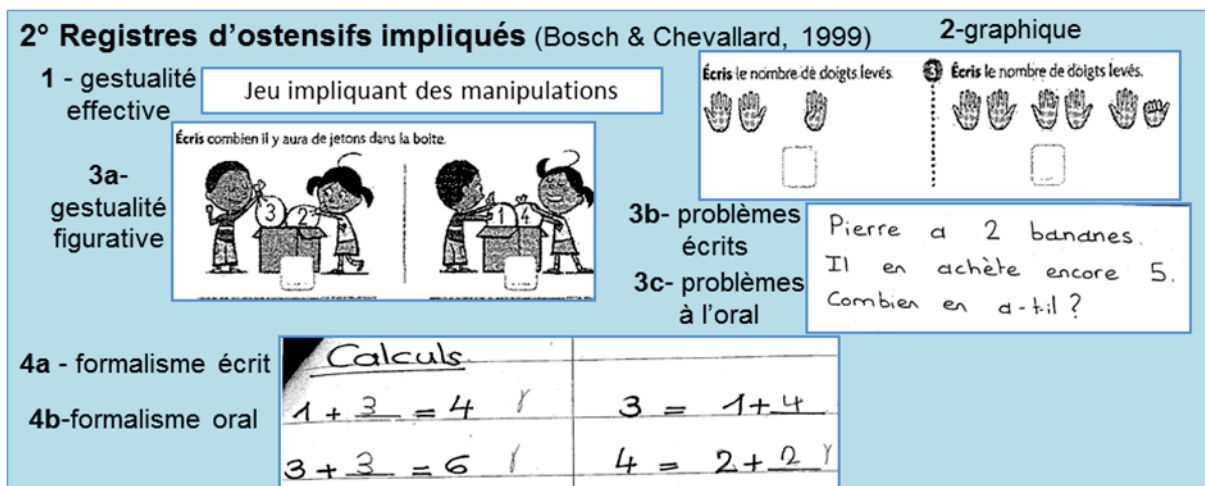 2° Registres d'ostensifs impliqués (Bosch & Chevallard, 1999)
2-graphique
1 - gestualité
effective
Jeu impliquant des manipulations
Écris le nombre de doigts levés.
3 Écris le nombre de doigts levés.
3a-
gestualité
figurative
Écris combien il y aura de jetons dans la boîte.
3 2
1 4
3b- problèmes
écrits
3c- problèmes
à l'oral
Pierre a 2 bananes.
Il en achète encore 5.
Combien en a-t-il ?
4a - formalisme écrit
4b-formalisme oral
Calculs
1 + 3 = 4
3 = 1 + 4
3 + 3 = 6
4 = 2 + 2